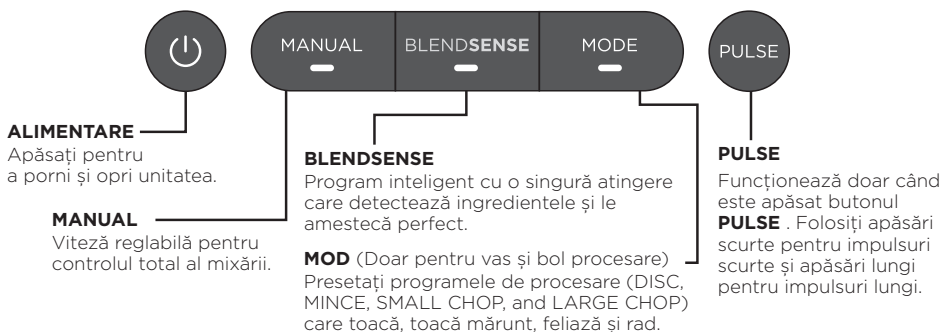 MANUAL
BLENDSENSE
MODE
PULSE
ALIMENTARE
Apăsați pentru
a porni și opri unitatea.
MANUAL
Viteză reglabilă pentru
controlul total al mixării.
BLENDSENSE
Program inteligent cu o singură atingere
care detectează ingredientele și le
amestecă perfect.
MOD (Doar pentru vas și bol procesare)
Presetați programele de procesare (DISC,
MINCE, SMALL CHOP, and LARGE CHOP)
care toacă, toacă mărunt, feliază și rad.
PULSE
Funcționează doar când
este apăsat butonul
PULSE . Folosiți apăsări
scurte pentru impulsuri
scurte și apăsări lungi
pentru impulsuri lungi.